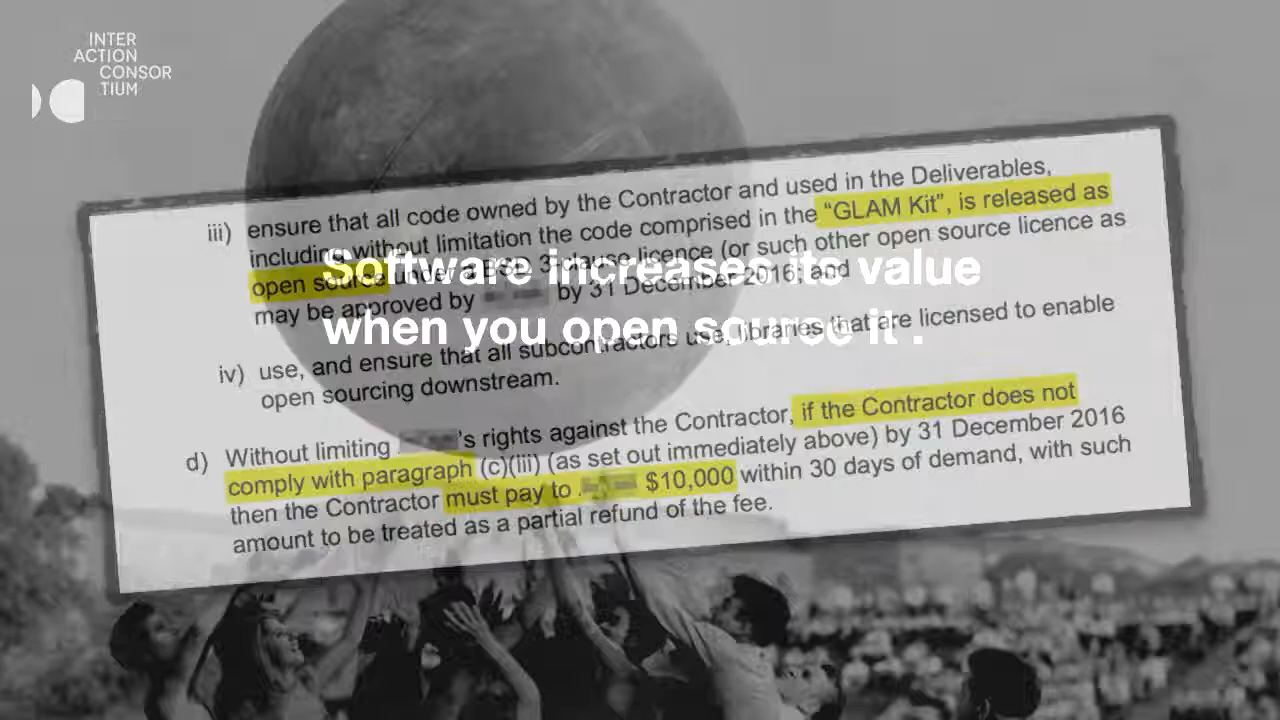 INTER
ACTION
CONSOR
TIUM
iii) ensure that all code owned by the Contractor and used in the Deliverables,
including without limitation the code comprised in the “GLAM Kit”, is released as
open source under a BSD 3 clause licence (or such other open source licence as
may be approved by by 31 December 2016; and
Software increases its value
when you open source it .
iv) use, and ensure that all subcontractors use, libraries that are licensed to enable
open sourcing downstream.
d) Without limiting 's rights against the Contractor, if the Contractor does not
comply with paragraph (c)(iii) (as set out immediately above) by 31 December 2016
then the Contractor must pay to $10,000 within 30 days of demand, with such
amount to be treated as a partial refund of the fee.